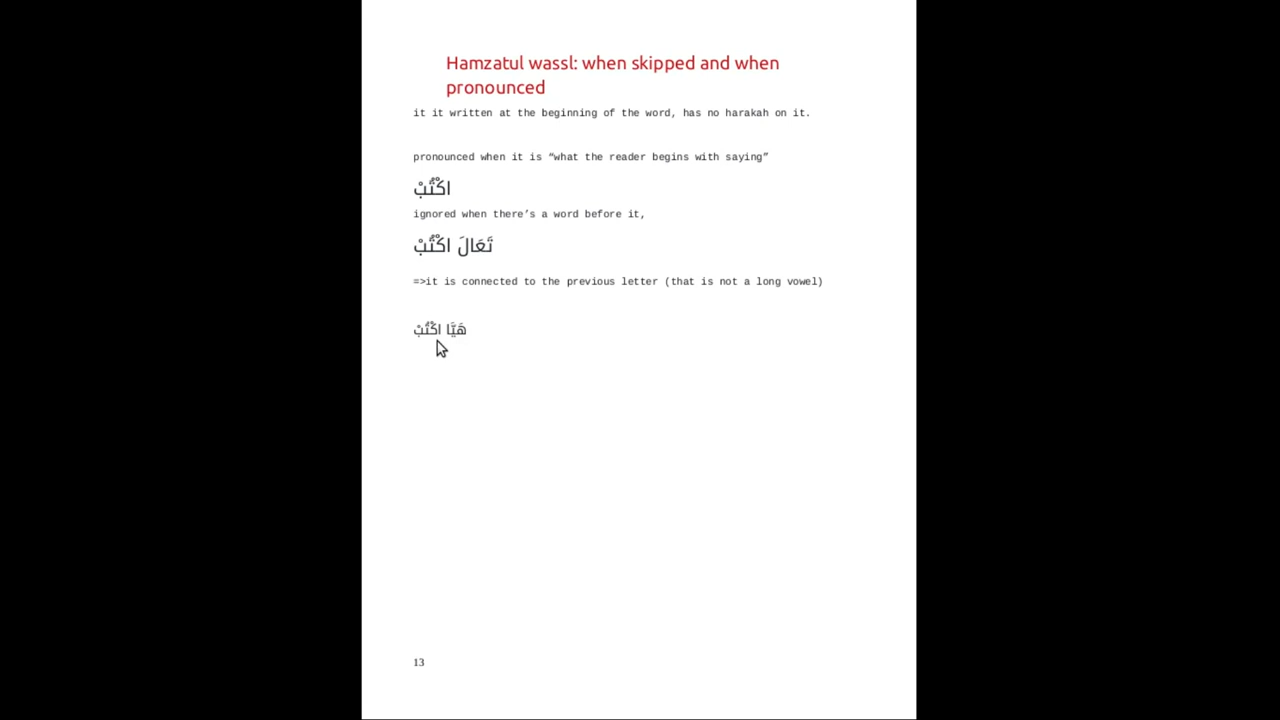 Hamzatul wassl: when skipped and when
pronounced
it it written at the beginning of the word, has no harakah on it.
pronounced when it is “what the reader begins with saying”
اكْتُبْ
ignored when there’s a word before it,
تَعَالَ اكْتُبْ
=>it is connected to the previous letter (that is not a long vowel)
هَيَّا اكْتُبْ
13